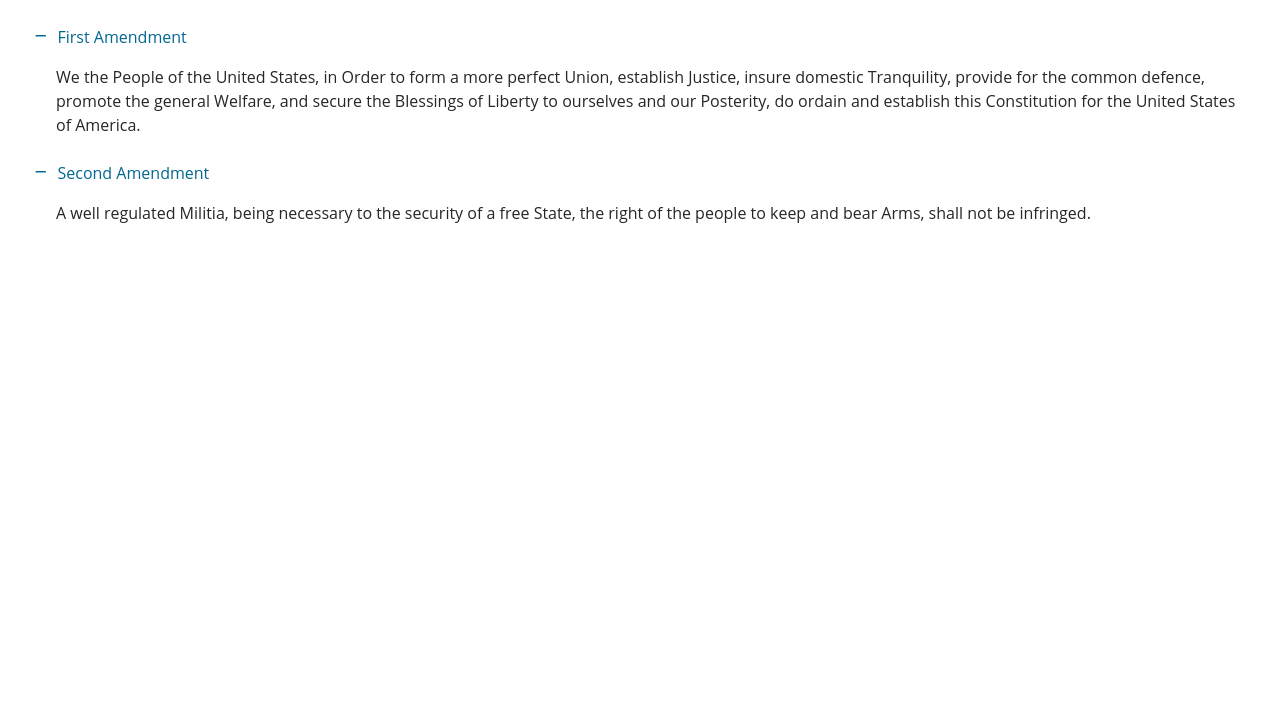 First Amendment
We the People of the United States, in Order to form a more perfect Union, establish Justice, insure domestic Tranquility, provide for the common defence,
promote the general Welfare, and secure the Blessings of Liberty to ourselves and our Posterity, do ordain and establish this Constitution for the United States
of America.
Second Amendment
A well regulated Militia, being necessary to the security of a free State, the right of the people to keep and bear Arms, shall not be infringed.